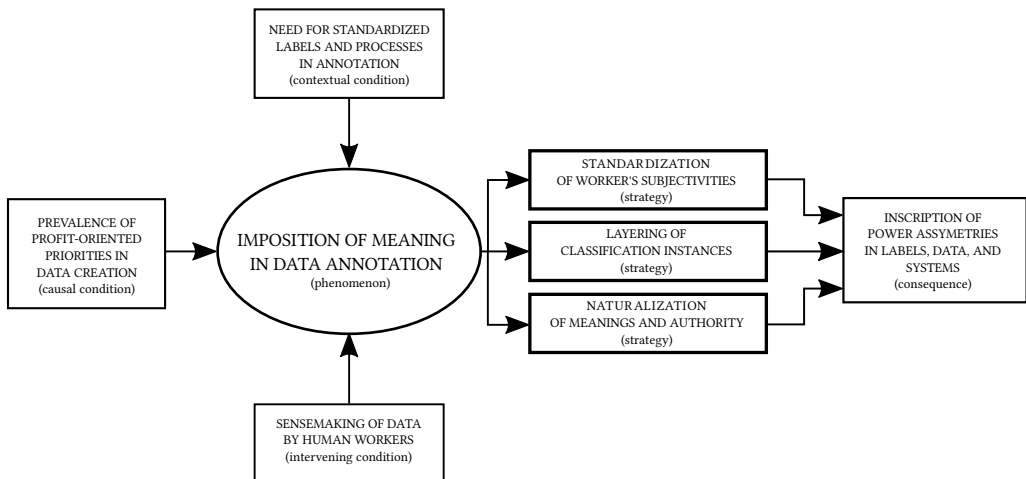 NEED FOR STANDARDIZED
LABELS AND PROCESSES
IN ANNOTATION
(contextual condition)
PREVALENCE OF
PROFIT-ORIENTED
PRIORITIES IN
DATA CREATION
(causal condition)
IMPOSITION OF MEANING
IN DATA ANNOTATION
(phenomenon)
SENSEMAKING OF DATA
BY HUMAN WORKERS
(intervening condition)
STANDARDIZATION
OF WORKER'S SUBJECTIVITIES
(strategy)
LAYERING OF
CLASSIFICATION INSTANCES
(strategy)
NATURALIZATION
OF MEANINGS AND AUTHORITY
(strategy)
INSCRIPTION OF
POWER ASSYMETRIES
IN LABELS, DATA, AND
SYSTEMS
(consequence)